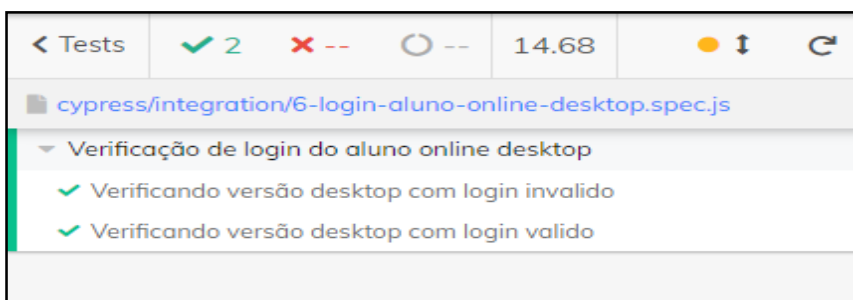 Tests 2 -- -- 14.68
cypress/integration/6-login-aluno-online-desktop.spec.js
Verificação de login do aluno online desktop
Verificando versão desktop com login invalido
Verificando versão desktop com login valido